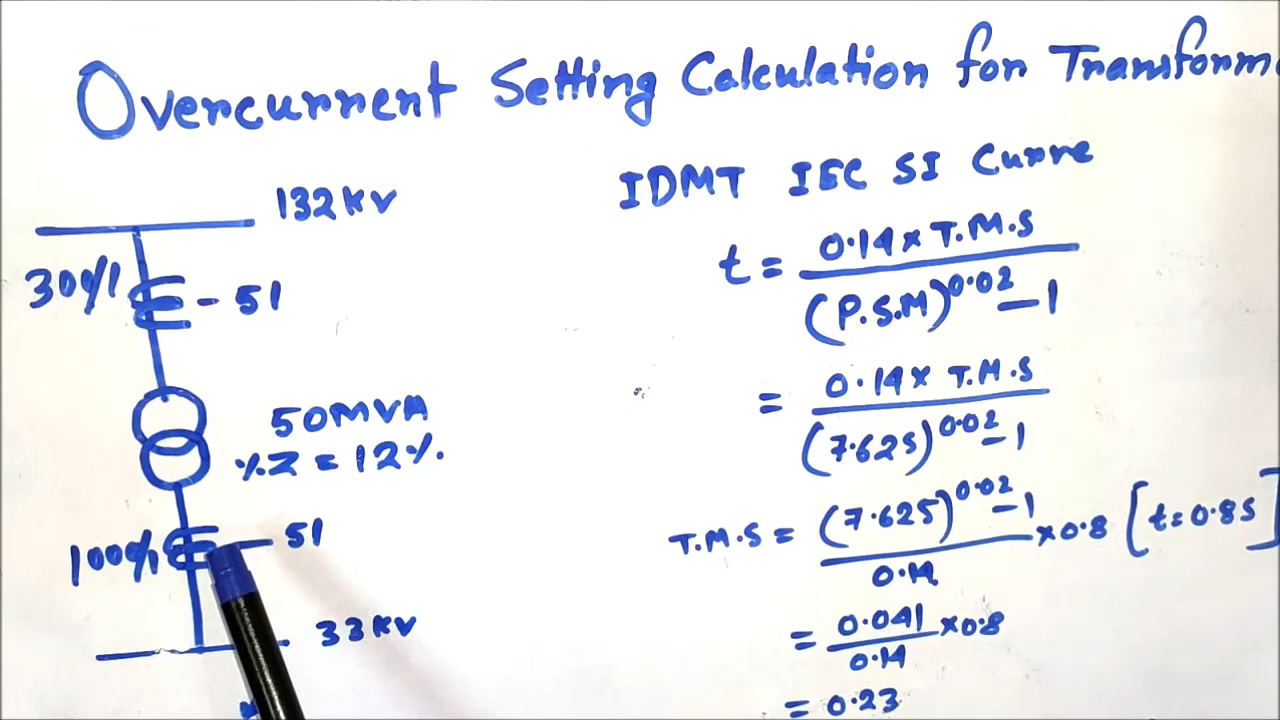 Overcurrent Setting Calculation for Transform
132KV
300/1
51
50MVA
%Z = 12%.
1000/1
51
33KV
IDMT IEC SI Curve
t = 0.14 x T.M.S / (P.S.M)^0.02 - 1
= 0.14 x T.M.S / (7.625)^0.02 - 1
T.M.S = (7.625)^0.02 - 1 / 0.14 x 0.8 [t = 0.8S]
= 0.041 / 0.14 x 0.8
= 0.23